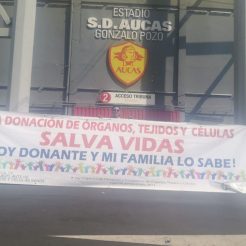 ESTADIO
S.D. AUCAS
GONZALO POZO
AUCAS
2 ACCESO TRIBUNA
A DONACIÓN DE ÓRGANOS, TEJIDOS Y CÉLULAS
SALVA VIDAS
OY DONANTE Y MI FAMILIA LO SABE!